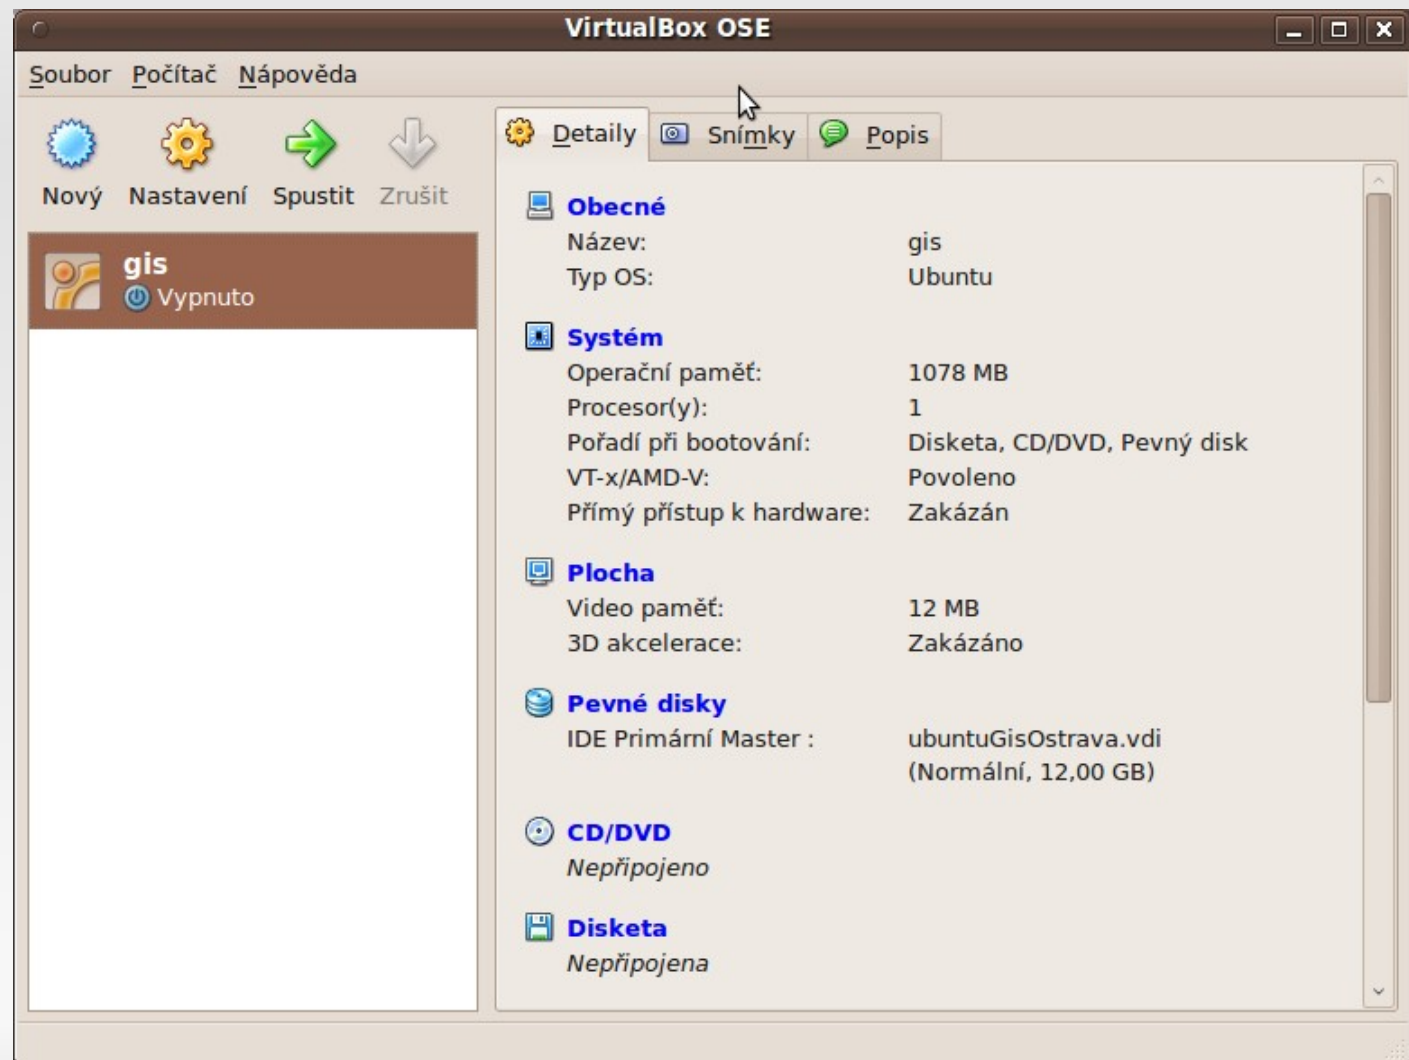 VirtualBox OSE
Soubor Počítač Nápověda
Nový Nastavení Spustit Zrušit
gis
Vypnuto
Detaily Snímky Popis
Obecné
Název: gis
Typ OS: Ubuntu
Systém
Operační paměť: 1078 MB
Procesor(y): 1
Pořadí při bootování: Disketa, CD/DVD, Pevný disk
VT-x/AMD-V: Povoleno
Přímý přístup k hardware: Zakázán
Plocha
Video paměť: 12 MB
3D akcelerace: Zakázáno
Pevné disky
IDE Primární Master : ubuntuGisOstrava.vdi
(Normální, 12,00 GB)
CD/DVD
Nepřipojeno
Disketa
Nepřipojena